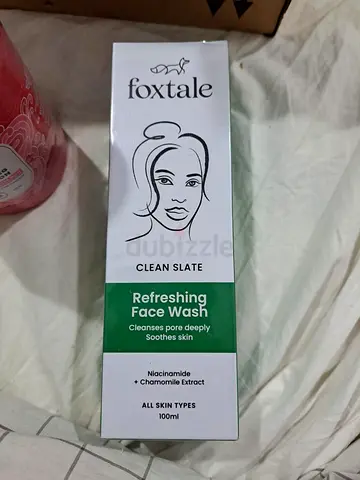 foxtale
dubizzle
CLEAN SLATE
Refreshing
Face Wash
Cleanses pore deeply
Soothes skin
Niacinamide
+ Chamomile Extract
ALL SKIN TYPES
100ml